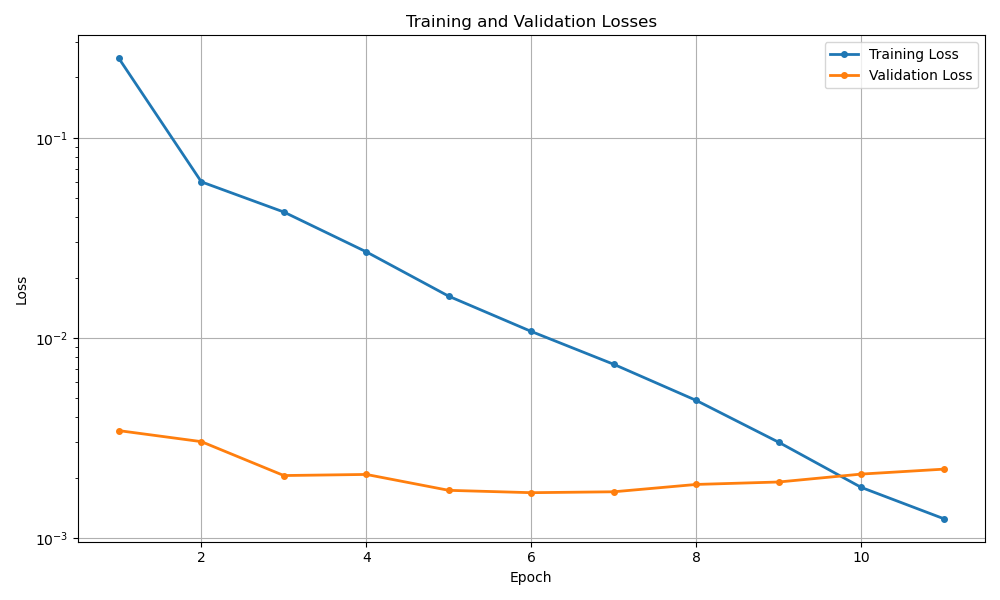 Training and Validation Losses
Training Loss
Validation Loss
Loss
10⁻¹
10⁻²
10⁻³
2
4
6
8
10
Epoch